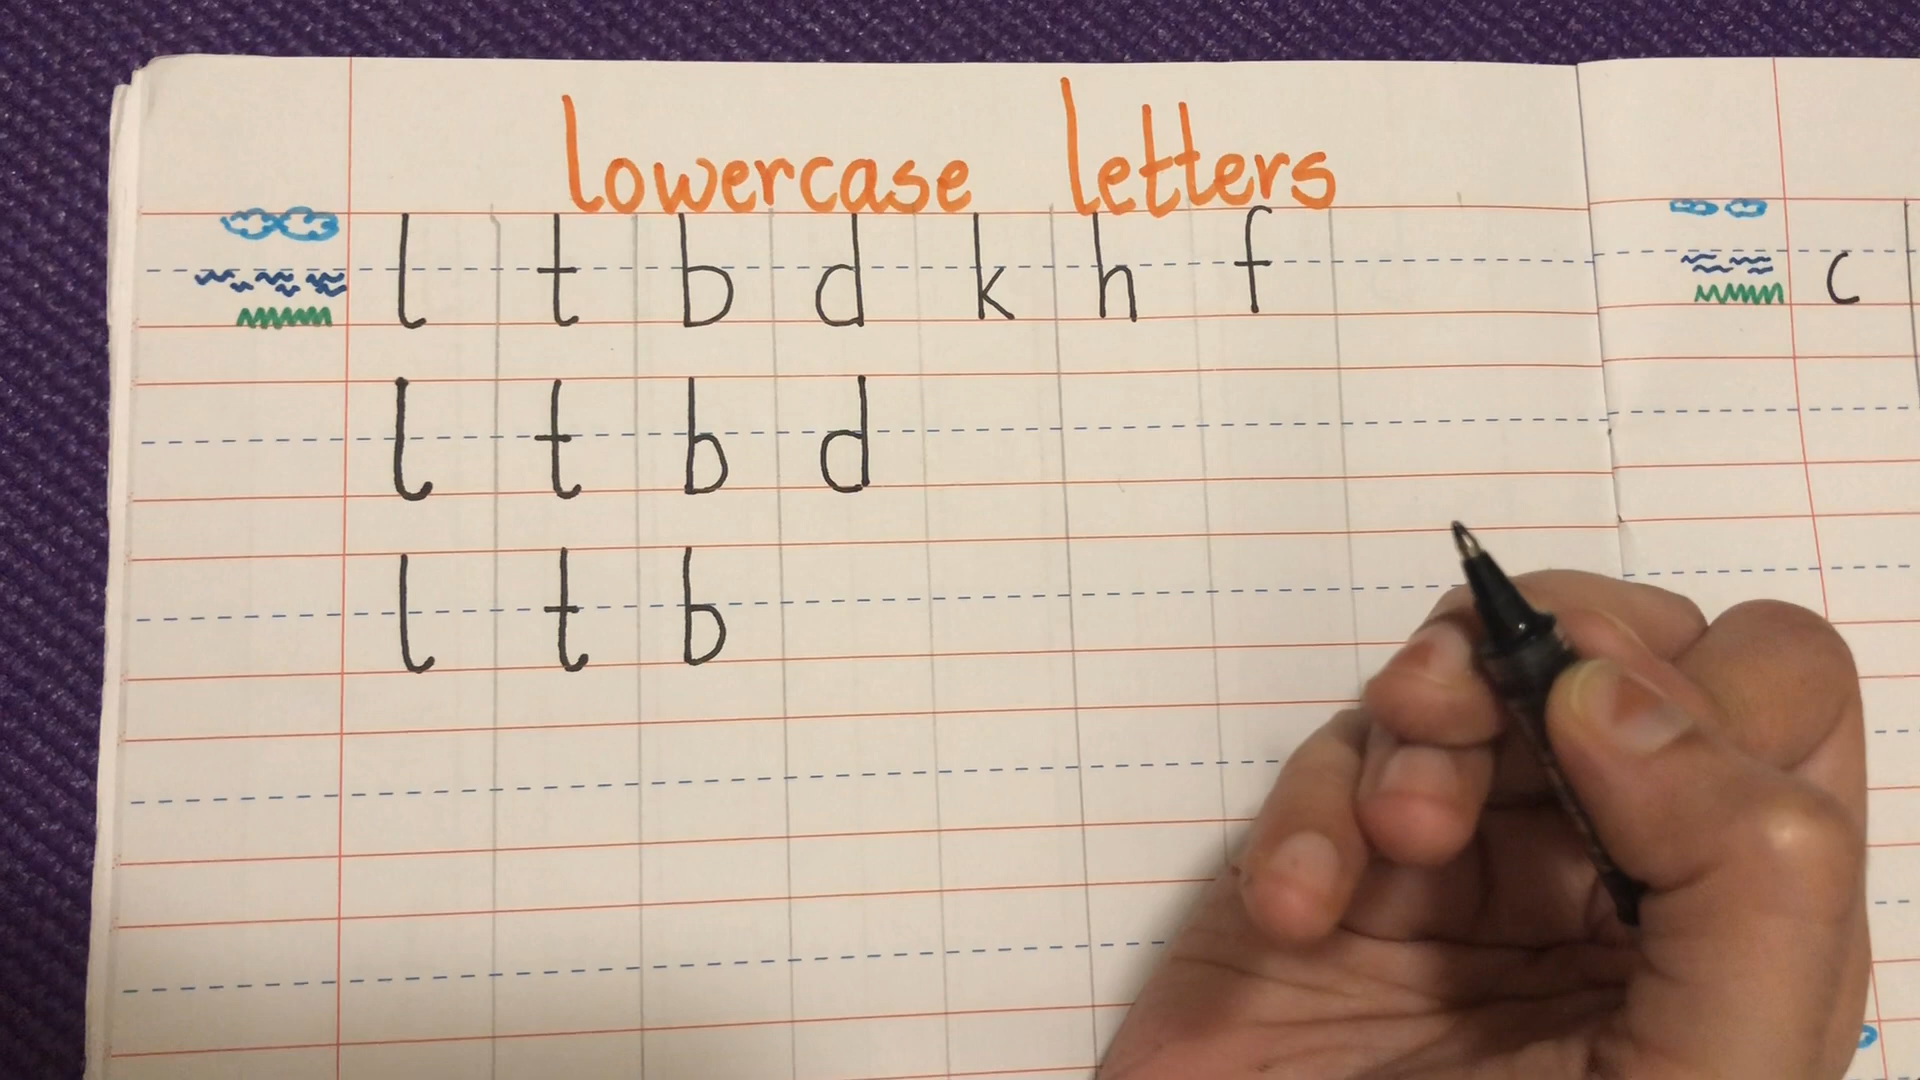 lowercase letters
l t b d k h f
l t b d
l t b
c